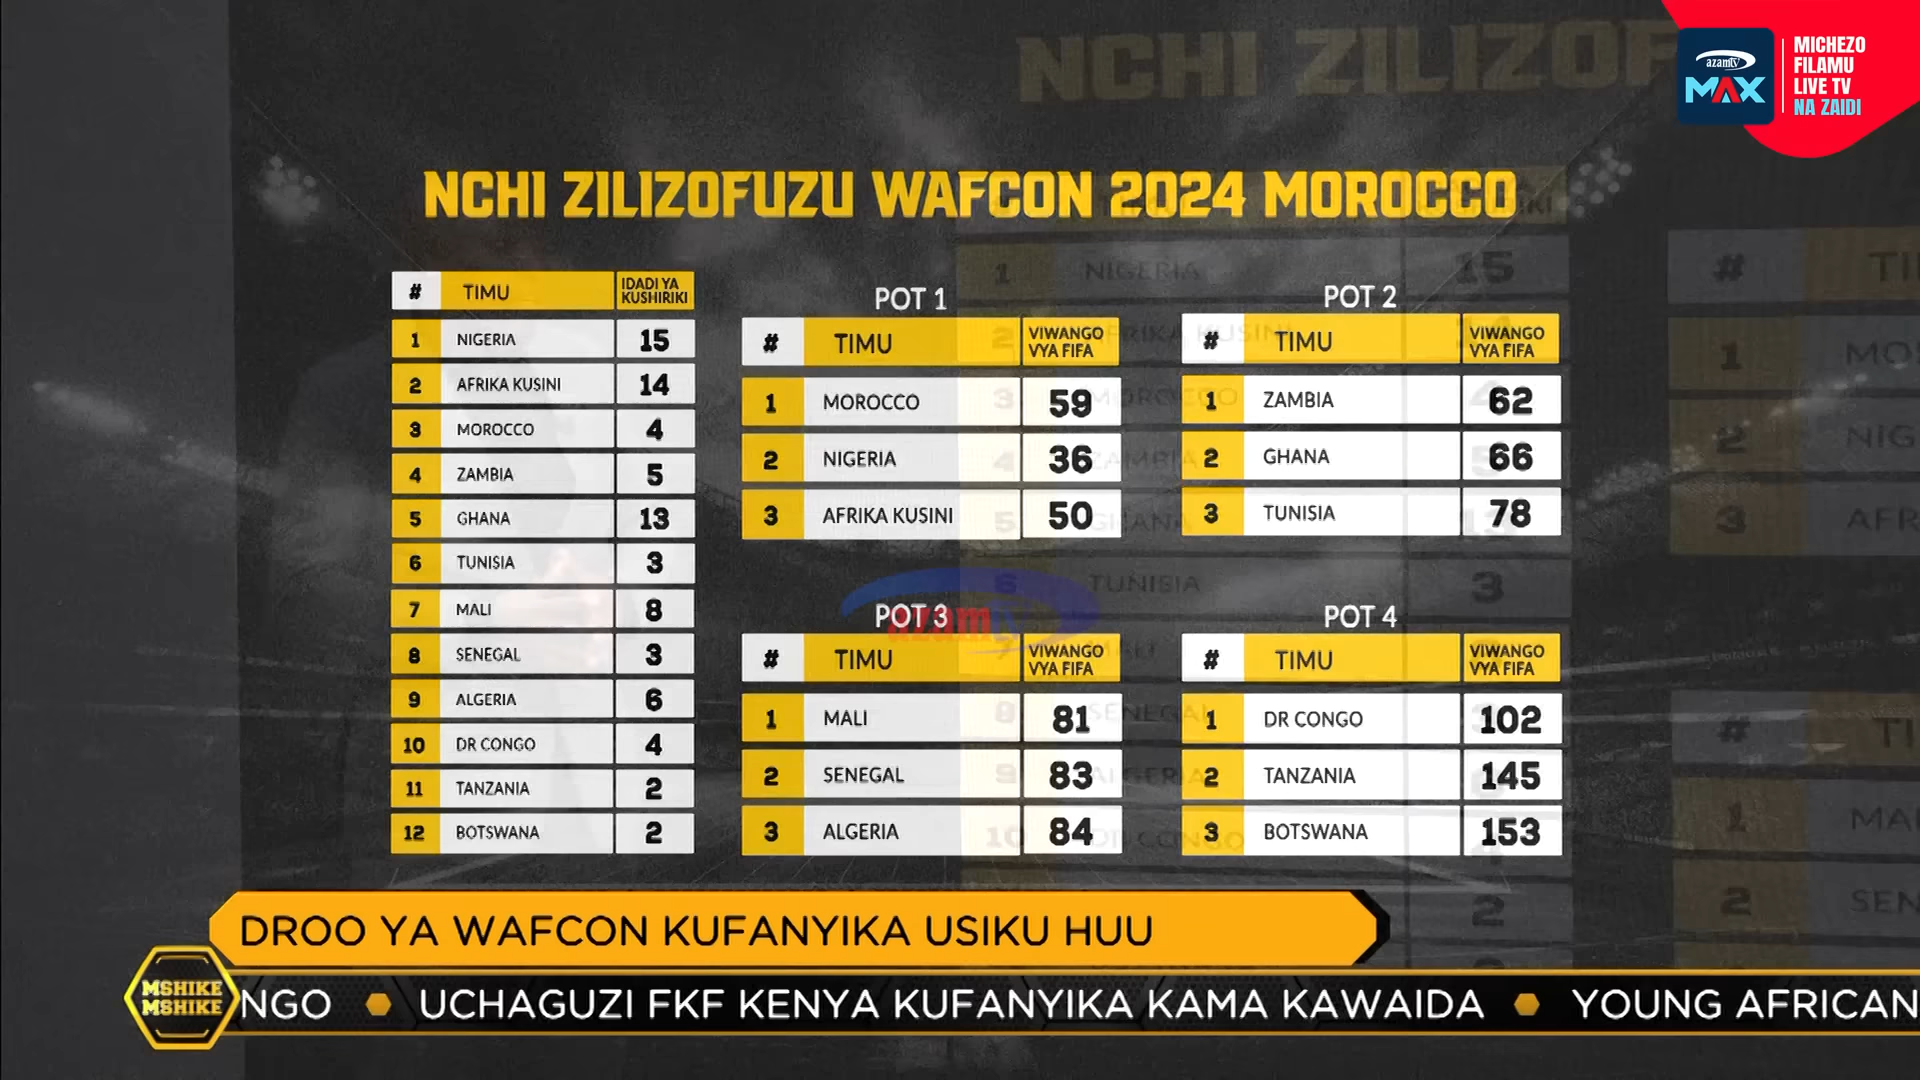 NCHI ZILIZOF
azamtv
MAX
MICHEZO
FILAMU
LIVE TV
NA ZAIDI
NCHI ZILIZOFUZU WAFCON 2024 MOROCCO
# TIMU IDADI YA KUSHIRIKI
1 NIGERIA 15
2 AFRIKA KUSINI 14
3 MOROCCO 4
4 ZAMBIA 5
5 GHANA 13
6 TUNISIA 3
7 MALI 8
8 SENEGAL 3
9 ALGERIA 6
10 DR CONGO 4
11 TANZANIA 2
12 BOTSWANA 2
POT 1
# TIMU VIWANGO VYA FIFA
1 MOROCCO 59
2 NIGERIA 36
3 AFRIKA KUSINI 50
POT 2
# TIMU VIWANGO VYA FIFA
1 ZAMBIA 62
2 GHANA 66
3 TUNISIA 78
azamtv
POT 3
# TIMU VIWANGO VYA FIFA
1 MALI 81
2 SENEGAL 83
3 ALGERIA 84
POT 4
# TIMU VIWANGO VYA FIFA
1 DR CONGO 102
2 TANZANIA 145
3 BOTSWANA 153
DROO YA WAFCON KUFANYIKA USIKU HUU
MSHIKE
MSHIKE
NGO UCHAGUZI FKF KENYA KUFANYIKA KAMA KAWAIDA YOUNG AFRICAN